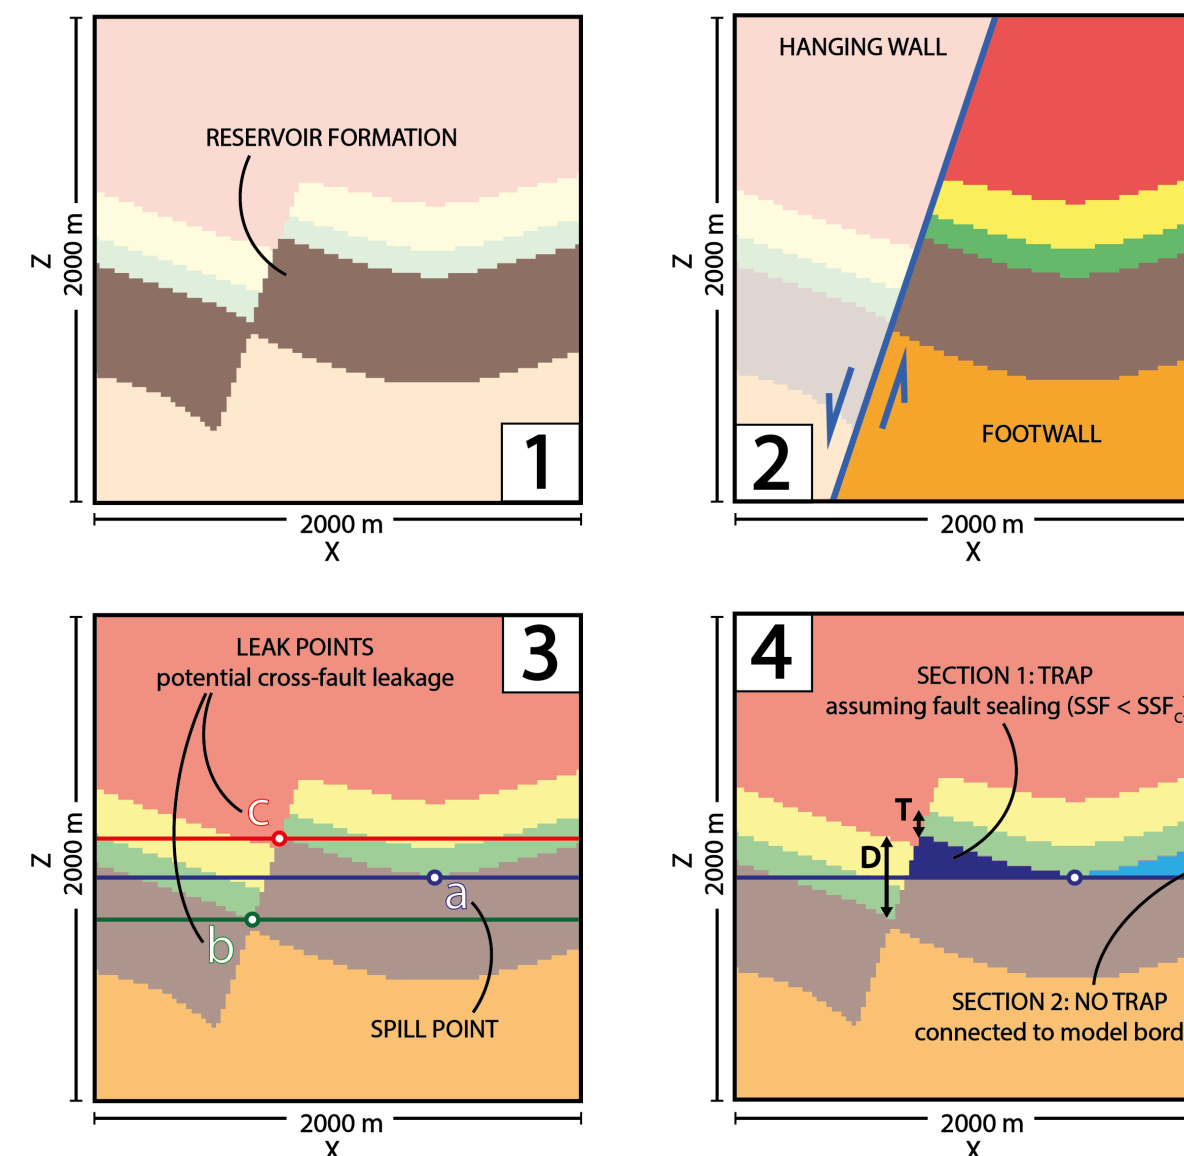 RESERVOIR FORMATION
1
Z
2000 m
2000 m
X
HANGING WALL
FOOTWALL
2
Z
2000 m
2000 m
X
LEAK POINTS
potential cross-fault leakage
3
c
a
b
SPILL POINT
Z
2000 m
2000 m
X
4
SECTION 1: TRAP
assuming fault sealing (SSF < SSF
T
D
SECTION 2: NO TRAP
connected to model bord
Z
2000 m
2000 m
X